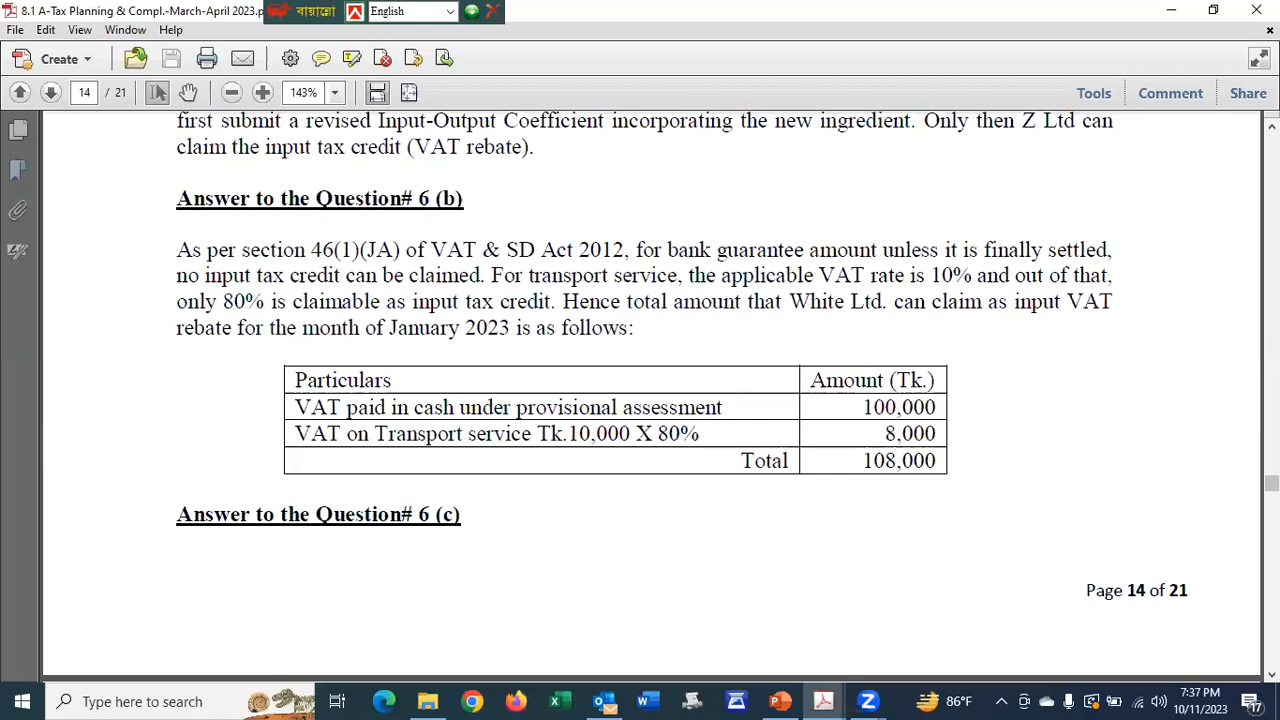 8.1 A-Tax Planning & Compl.-March-April 2023.p
বায়ান্নো
English
File Edit View Window Help
Create
14 / 21
143%
Tools Comment Share
first submit a revised Input-Output Coefficient incorporating the new ingredient. Only then Z Ltd can
claim the input tax credit (VAT rebate).
Answer to the Question# 6 (b)
As per section 46(1)(JA) of VAT & SD Act 2012, for bank guarantee amount unless it is finally settled,
no input tax credit can be claimed. For transport service, the applicable VAT rate is 10% and out of that,
only 80% is claimable as input tax credit. Hence total amount that White Ltd. can claim as input VAT
rebate for the month of January 2023 is as follows:
Particulars Amount (Tk.)
VAT paid in cash under provisional assessment 100,000
VAT on Transport service Tk.10,000 X 80% 8,000
Total 108,000
Answer to the Question# 6 (c)
Page 14 of 21
Type here to search
86°F
7:37 PM
10/11/2023
17